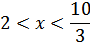 2 < x < 10/3